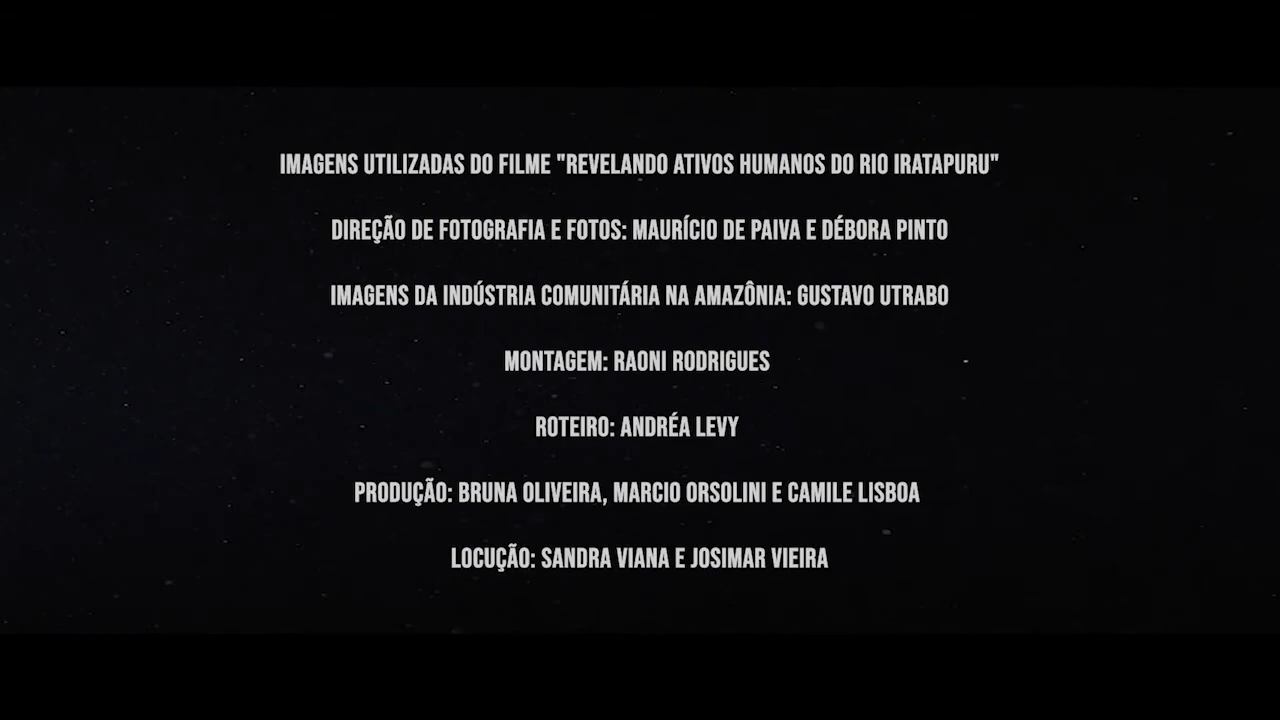 IMAGENS UTILIZADAS DO FILME "REVELANDO ATIVOS HUMANOS DO RIO IRATAPURU"
DIREÇÃO DE FOTOGRAFIA E FOTOS: MAURÍCIO DE PAIVA E DÉBORA PINTO
IMAGENS DA INDÚSTRIA COMUNITÁRIA NA AMAZÔNIA: GUSTAVO UTRABO
MONTAGEM: RAONI RODRIGUES
ROTEIRO: ANDRÉA LEVY
PRODUÇÃO: BRUNA OLIVEIRA, MARCIO ORSOLINI E CAMILE LISBOA
LOCUÇÃO: SANDRA VIANA E JOSIMAR VIEIRA